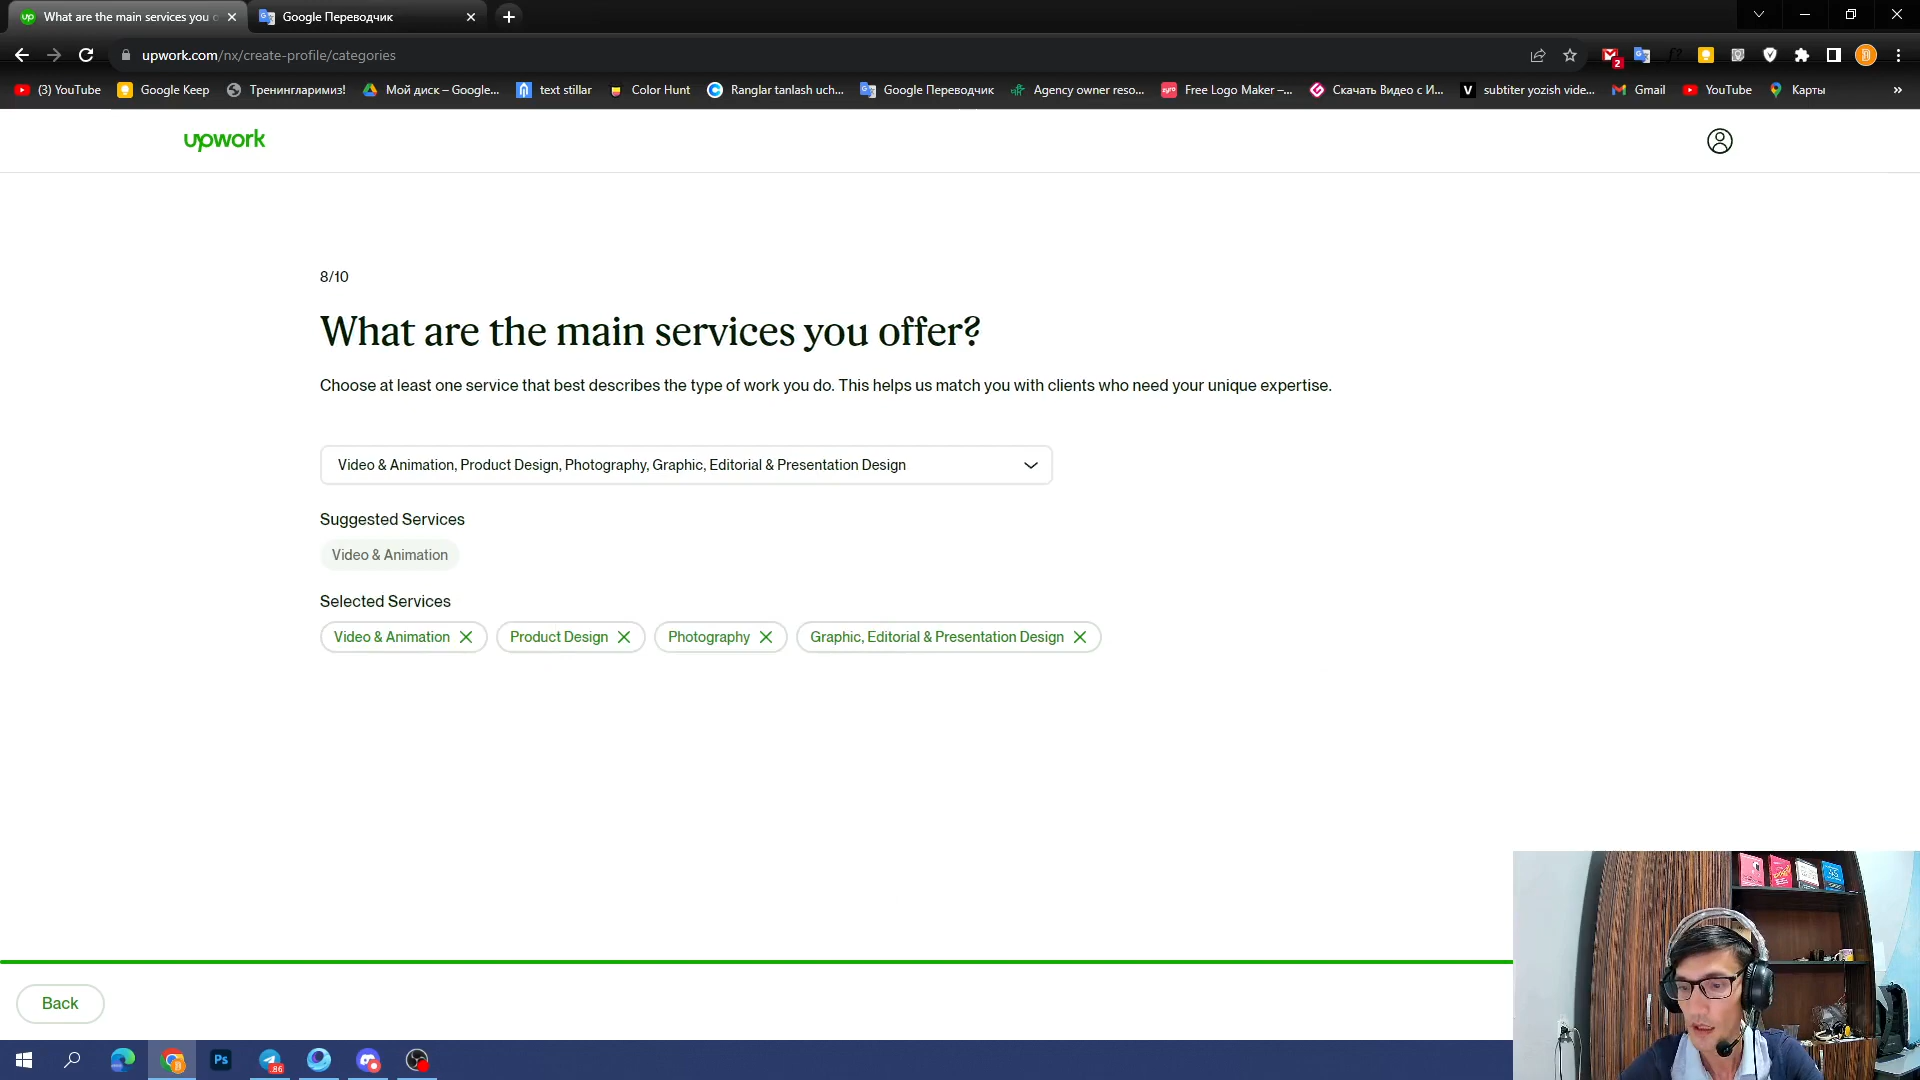 What are the main services you o
Google Переводчик
upwork.com/nx/create-profile/categories
2
(3) YouTube
Google Keep
Тренингларимиз!
Мой диск – Google...
text stillar
Color Hunt
Ranglar tanlash uch...
Google Переводчик
Agency owner reso...
Free Logo Maker –...
Скачать Видео с И...
subtiter yozish vide...
Gmail
YouTube
Карты
upwork
8/10
What are the main services you offer?
Choose at least one service that best describes the type of work you do. This helps us match you with clients who need your unique expertise.
Video & Animation, Product Design, Photography, Graphic, Editorial & Presentation Design
Suggested Services
Video & Animation
Selected Services
Video & Animation
Product Design
Photography
Graphic, Editorial & Presentation Design
Back
Ps
86